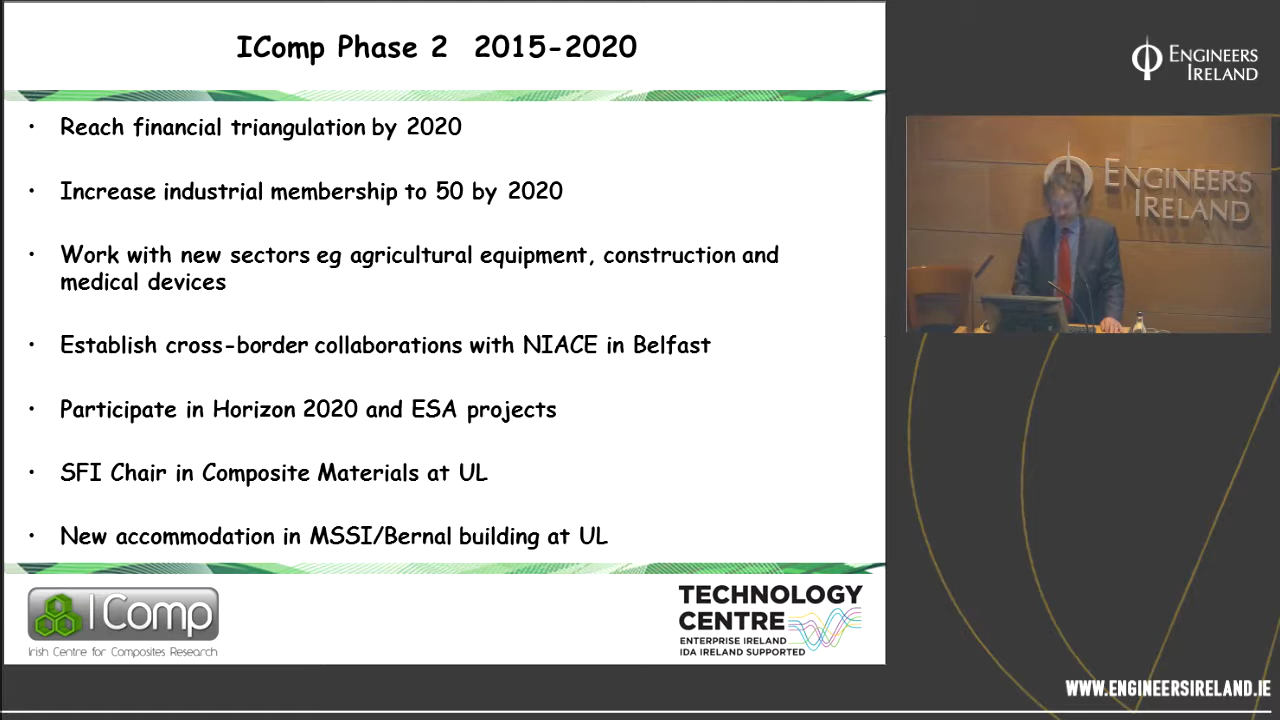 IComp Phase 2 2015-2020
• Reach financial triangulation by 2020
• Increase industrial membership to 50 by 2020
• Work with new sectors eg agricultural equipment, construction and
medical devices
• Establish cross-border collaborations with NIACE in Belfast
• Participate in Horizon 2020 and ESA projects
• SFI Chair in Composite Materials at UL
• New accommodation in MSSI/Bernal building at UL
I Comp
Irish Centre for Composites Research
TECHNOLOGY
CENTRE
ENTERPRISE IRELAND
IDA IRELAND SUPPORTED
ENGINEERS
IRELAND
ENGINEERS
IRELAND
WWW.ENGINEERSIRELAND.IE